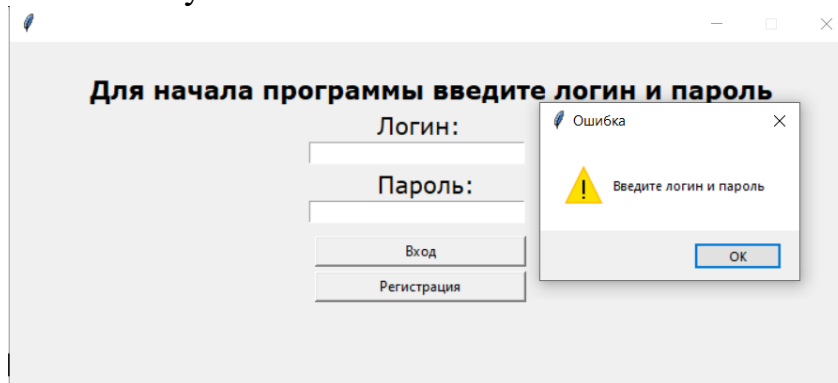 Для начала программы введите логин и пароль
Логин:
Пароль:
Вход
Регистрация
Ошибка
Введите логин и пароль
OK